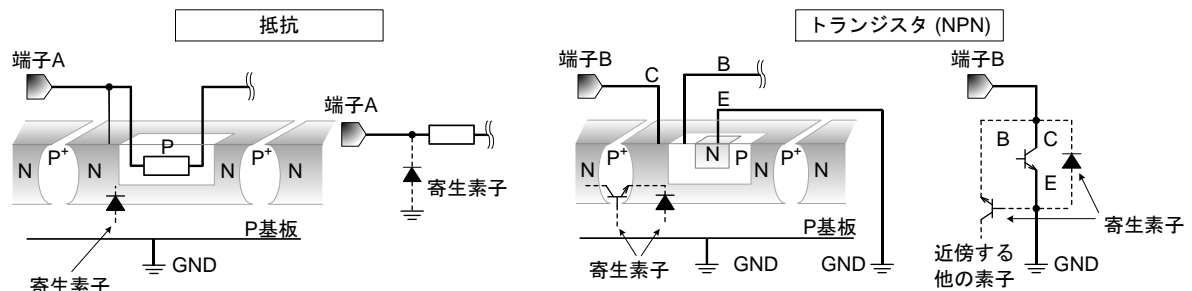 抵抗
トランジスタ (NPN)
端子A
端子A
P
N
P+
N
N
P+
N
寄生素子
P基板
GND
寄生素子
端子B
C
B
E
N
P+
N
N
P
N
P+
N
P基板
GND
GND
寄生素子
端子B
B
C
E
寄生素子
近傍する
他の素子
GND